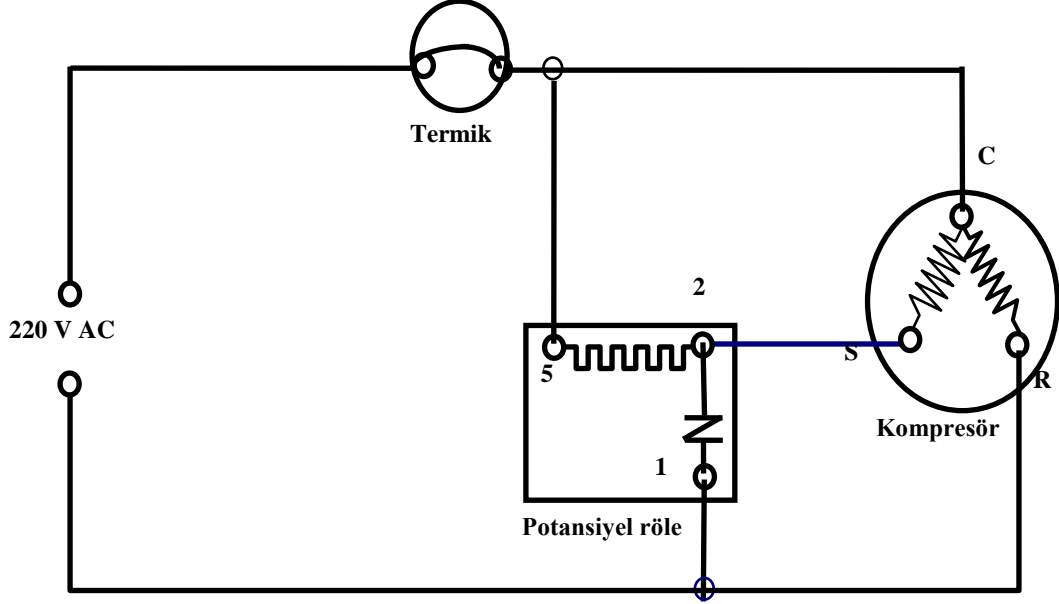 Termik
C
2
220 V AC
S
5
R
Kompresör
1
Potansiyel röle